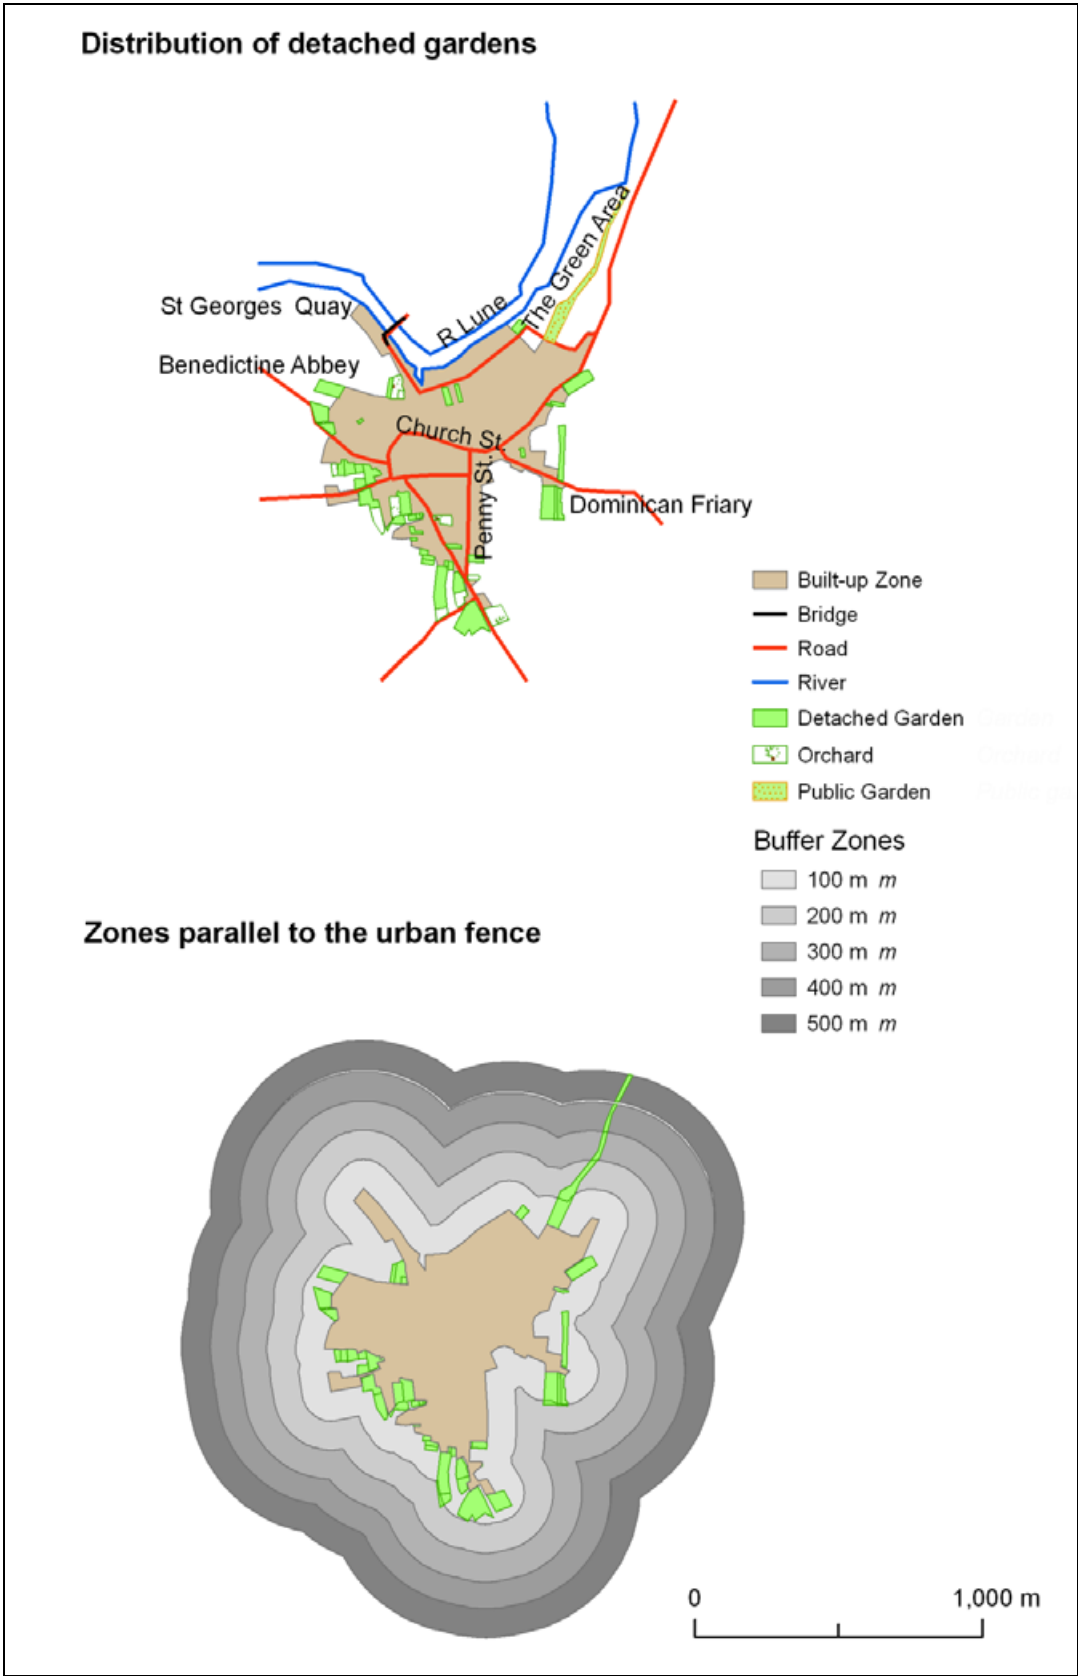 Distribution of detached gardens
The Green Area
St Georges Quay
R Lune
Benedictine Abbey
Church St.
Penny St.
Dominican Friary
Built-up Zone
Bridge
Road
River
Detached Garden
Orchard
Public Garden
Buffer Zones
100 m m
200 m m
300 m m
400 m m
500 m m
Zones parallel to the urban fence
0 1,000 m